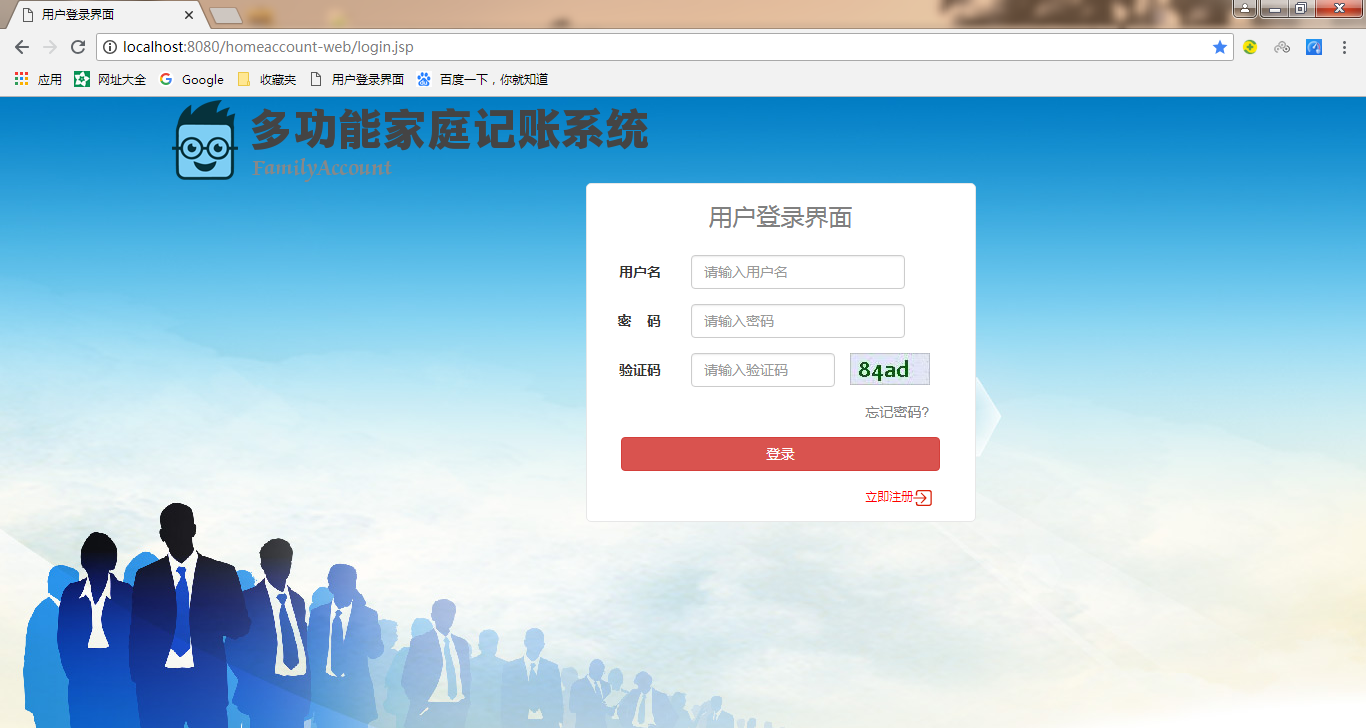 用户登录界面
localhost:8080/homeaccount-web/login.jsp
应用 网址大全 Google 收藏夹 用户登录界面 百度一下，你就知道
多功能家庭记账系统
FamilyAccount
用户登录界面
用户名 请输入用户名
密 码 请输入密码
验证码 请输入验证码 84ad
忘记密码?
登录
立即注册